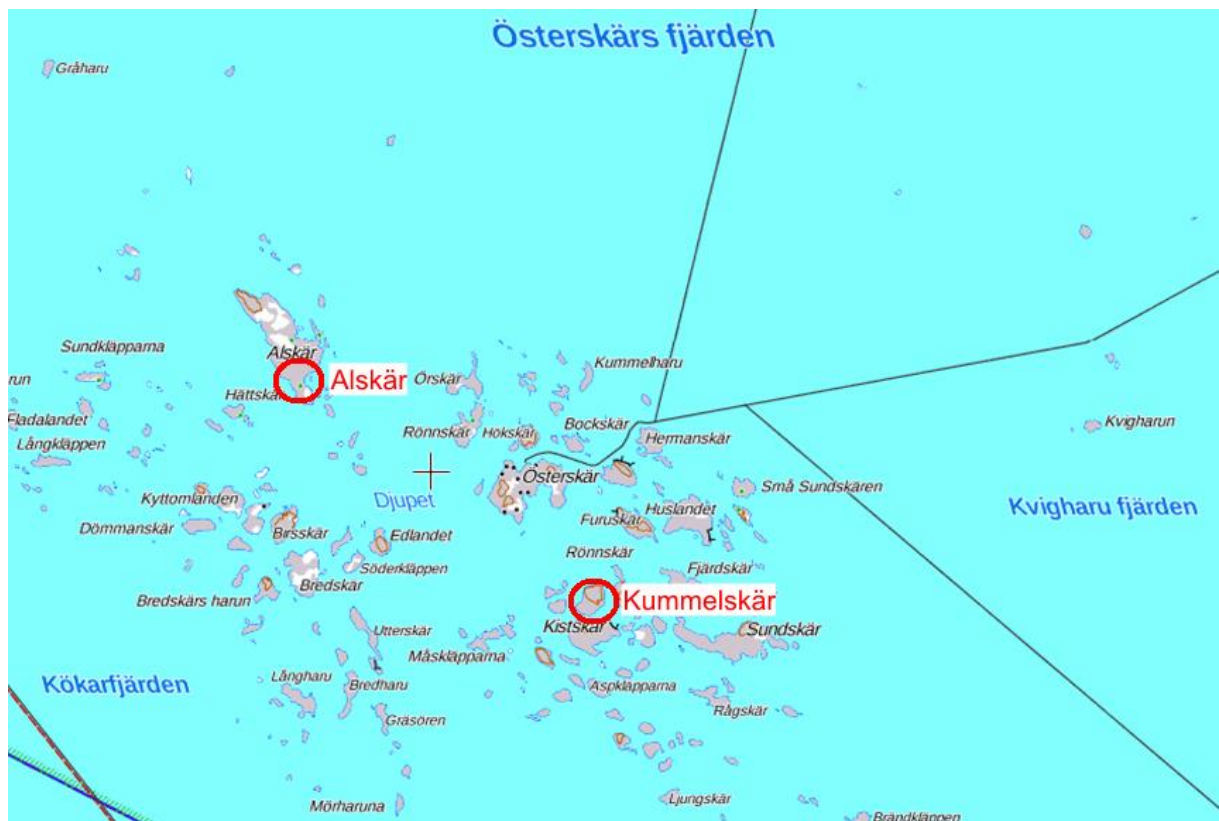 Österskärs fjärden
Gråharu
Alskär
Sundkläpparna
Kummelharu
run
Alskär
Örskär
Hättskär
Fladalandet
Rönnskär
Hökskär
Bockskär
Hermanskär
Kvigharun
Långkläppen
Österskär
Små Sundskären
Kyttomlanden
Djupet
Huslandet
Kvigharu fjärden
Dömmanskär
Birsskär
Edlandet
Furuskär
Rönnskär
Söderkläppen
Fjärdskär
Bredskär
Bredskärs harun
Kummelskär
Utterskär
Kistskär
Sundskär
Måskläpparna
Kökarfjärden
Långharu
Bredharu
Aspkläpparna
Gräsören
Rågskär
Mörharuna
Ljungskär
Brändkläppen